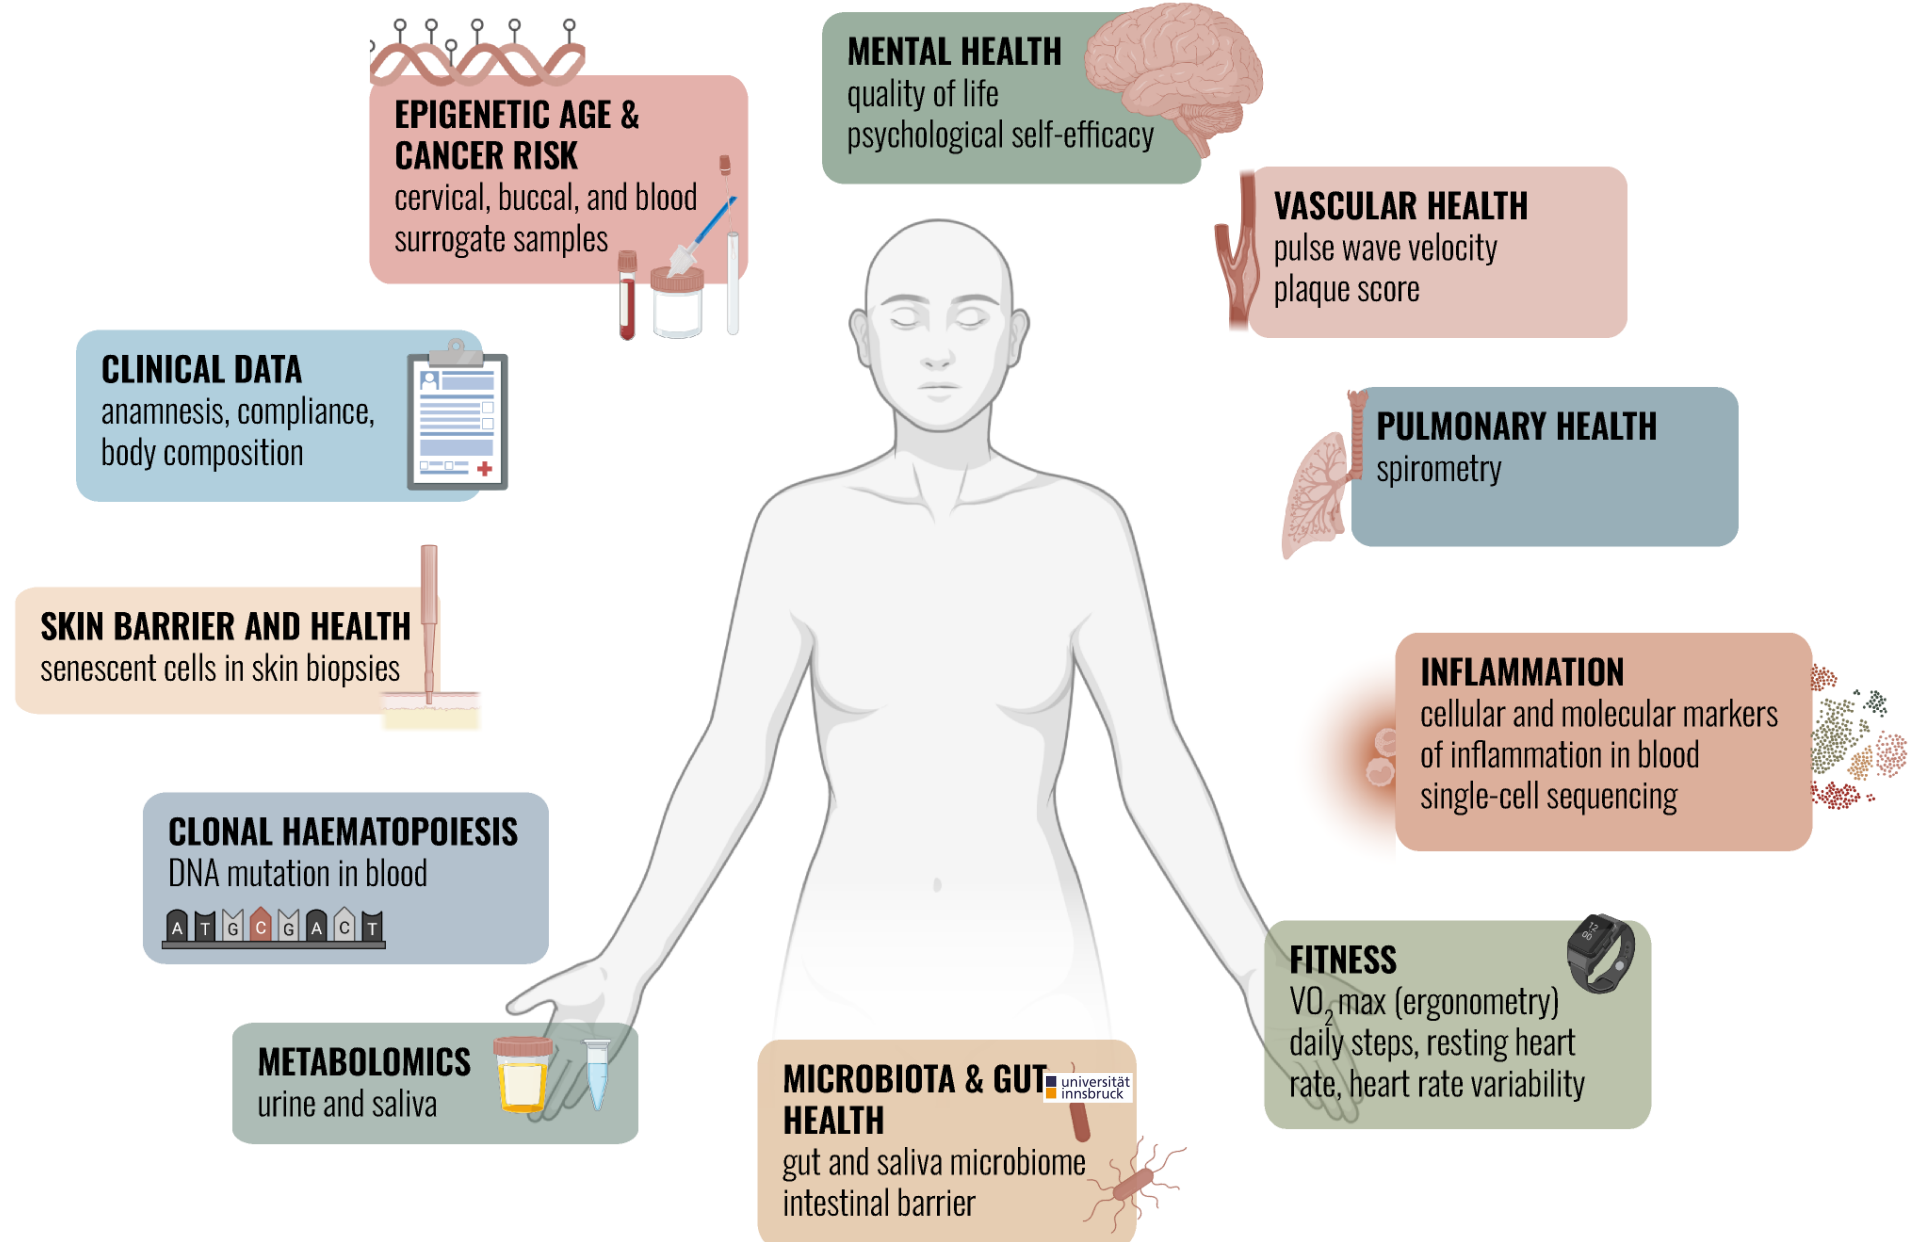 EPIGENETIC AGE &
CANCER RISK
cervical, buccal, and blood
surrogate samples
MENTAL HEALTH
quality of life
psychological self-efficacy
VASCULAR HEALTH
pulse wave velocity
plaque score
CLINICAL DATA
anamnesis, compliance,
body composition
PULMONARY HEALTH
spirometry
SKIN BARRIER AND HEALTH
senescent cells in skin biopsies
INFLAMMATION
cellular and molecular markers
of inflammation in blood
single-cell sequencing
CLONAL HAEMATOPOIESIS
DNA mutation in blood
A T G C G A C T
FITNESS
VO2 max (ergonometry)
daily steps, resting heart
rate, heart rate variability
12
00
METABOLOMICS
urine and saliva
MICROBIOTA & GUT
HEALTH
gut and saliva microbiome
intestinal barrier
universität
innsbruck